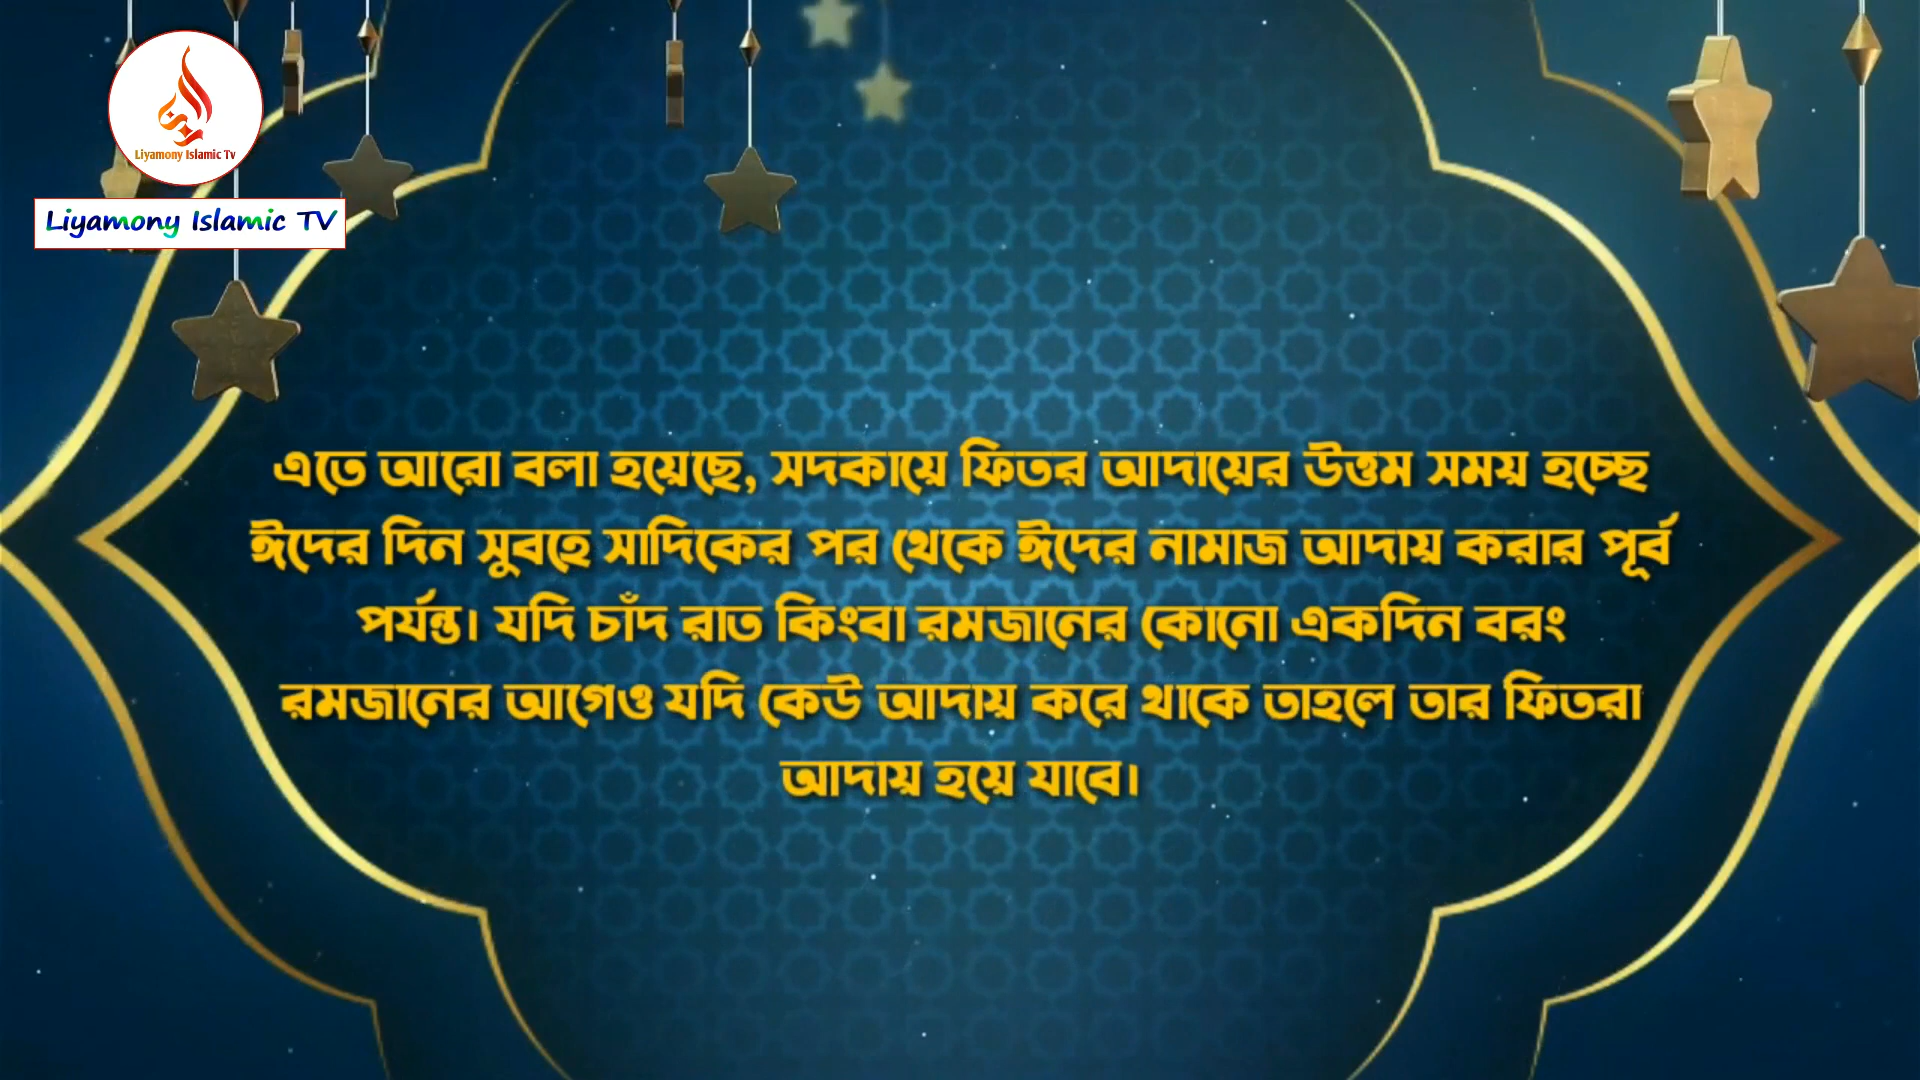 Liyamony Islamic Tv
Liyamony Islamic TV
এতে আরো বলা হয়েছে, সদকায়ে ফিতর আদায়ের উত্তম সময় হচ্ছে
ঈদের দিন সুবহে সাদিকের পর থেকে ঈদের নামাজ আদায় করার পূর্ব
পর্যন্ত। যদি চাঁদ রাত কিংবা রমজানের কোনো একদিন বরং
রমজানের আগেও যদি কেউ আদায় করে থাকে তাহলে তার ফিতরা
আদায় হয়ে যাবে।